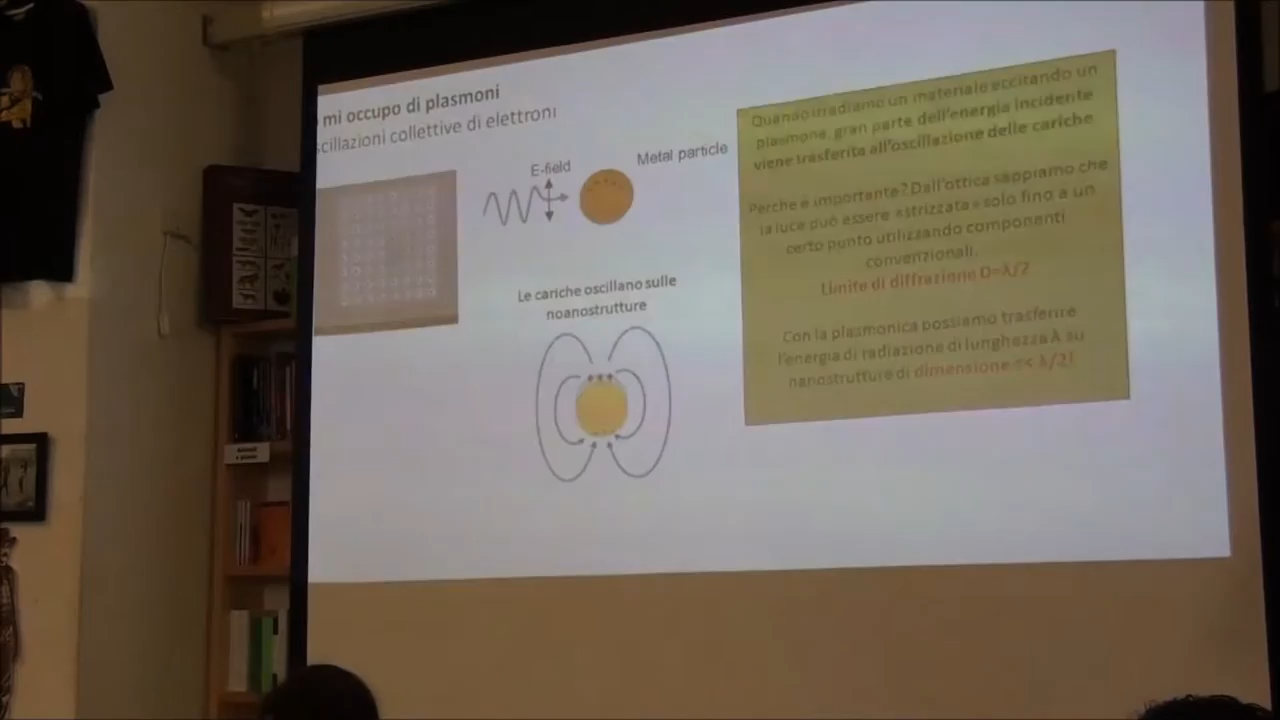 mi occupo di plasmoni
scillazioni collettive di elettroni
E-field
Metal particle
Le cariche oscillano sulle
noanostrutture
Quando irradiamo un materiale eccitando un
plasmone, gran parte dell'energia incidente
viene trasferita all'oscillazione delle cariche
Perché è importante? Dall'ottica sappiamo che
la luce può essere «strizzata» solo fino a un
certo punto utilizzando componenti
convenzionali.
Limite di diffrazione D=λ/2
Con la plasmonica possiamo trasferire
l'energia di radiazione di lunghezza λ su
nanostrutture di dimensione << λ/2!